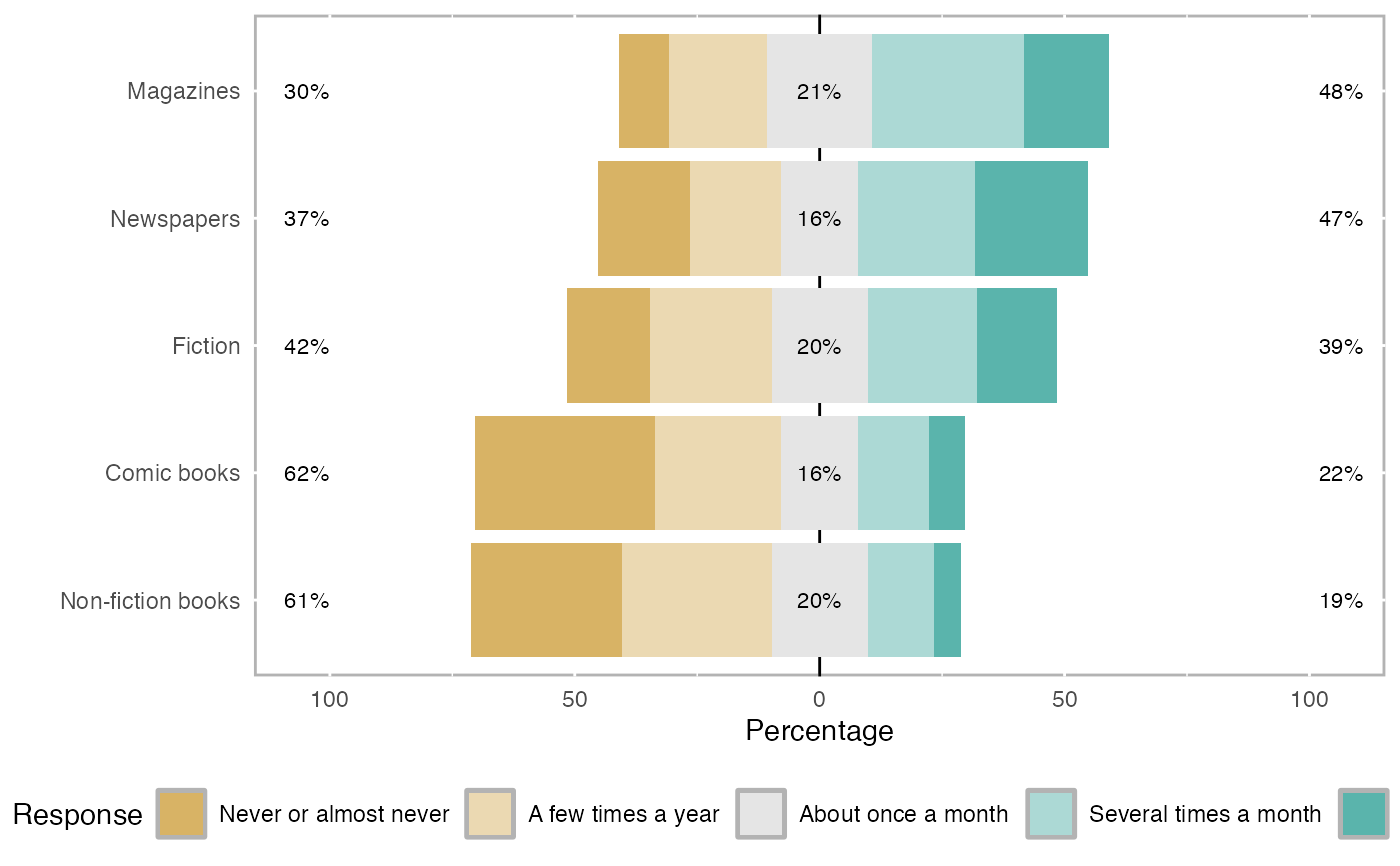 Magazines 30% 21% 48%
Newspapers 37% 16% 47%
Fiction 42% 20% 39%
Comic books 62% 16% 22%
Non-fiction books 61% 20% 19%
100 50 0 50 100
Percentage
Response Never or almost never A few times a year About once a month Several times a month